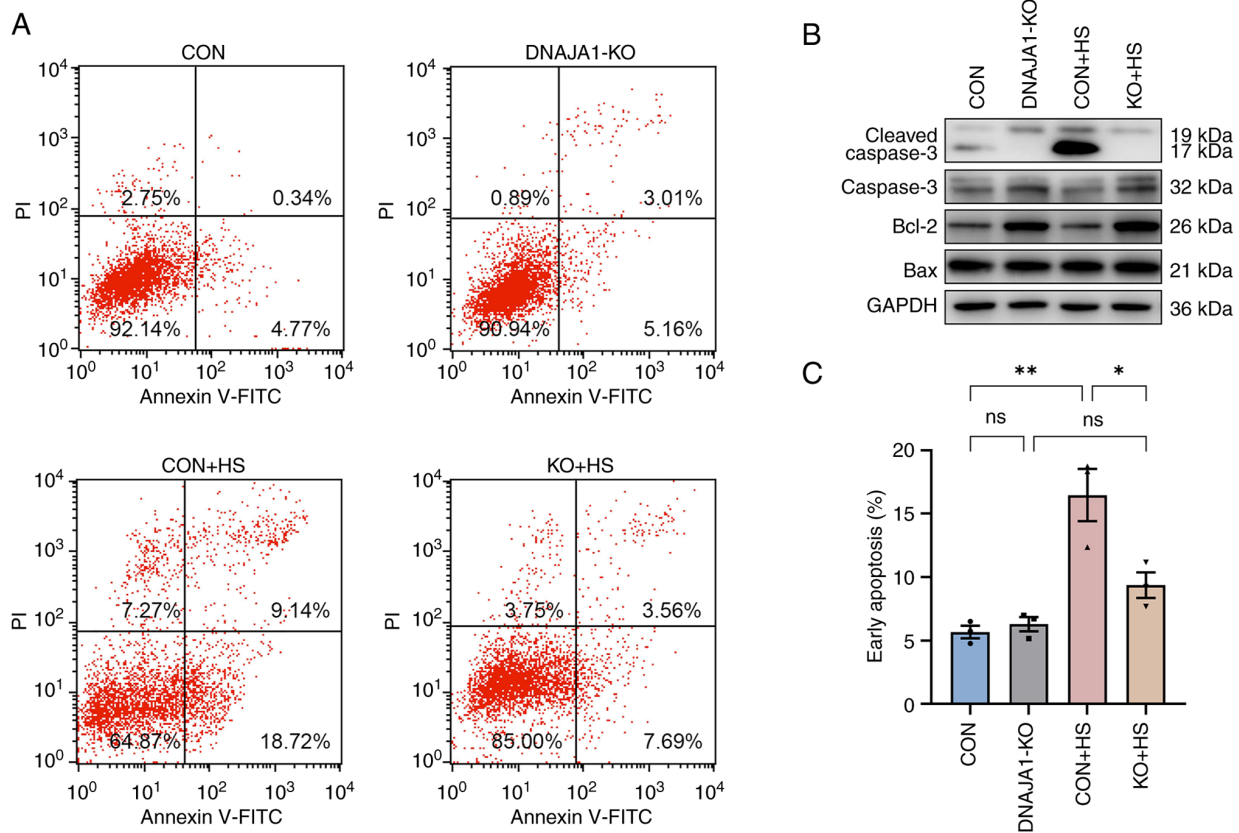 A
CON
10⁴
10³
10²
10¹
10⁰
PI
2.75%
0.34%
92.14%
4.77%
10⁰ 10¹ 10² 10³ 10⁴
Annexin V-FITC
DNAJA1-KO
10⁴
10³
10²
10¹
10⁰
PI
0.89%
3.01%
90.94%
5.16%
10⁰ 10¹ 10² 10³ 10⁴
Annexin V-FITC
CON+HS
10⁴
10³
10²
10¹
10⁰
PI
7.27%
9.14%
64.87%
18.72%
10⁰ 10¹ 10² 10³ 10⁴
Annexin V-FITC
KO+HS
10⁴
10³
10²
10¹
10⁰
PI
3.75%
3.56%
85.00%
7.69%
10⁰ 10¹ 10² 10³ 10⁴
Annexin V-FITC
B
CON
DNAJA1-KO
CON+HS
KO+HS
Cleaved 19 kDa
caspase-3 17 kDa
Caspase-3 32 kDa
Bcl-2 26 kDa
Bax 21 kDa
GAPDH 36 kDa
C
** *
ns ns
Early apoptosis (%)
20
15
10
5
0
CON
DNAJA1-KO
CON+HS
KO+HS